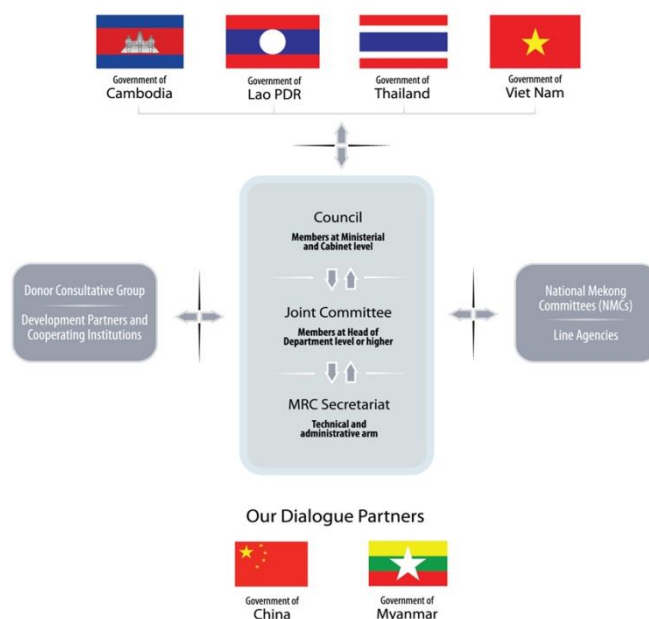 Government of
Cambodia
Government of
Lao PDR
Government of
Thailand
Government of
Viet Nam
Council
Members at Ministerial
and Cabinet level
Donor Consultative Group
Development Partners and
Cooperating Institutions
Joint Committee
Members at Head of
Department level or higher
National Mekong
Committees (NMCs)
Line Agencies
MRC Secretariat
Technical and
administrative arm
Our Dialogue Partners
Government of
China
Government of
Myanmar